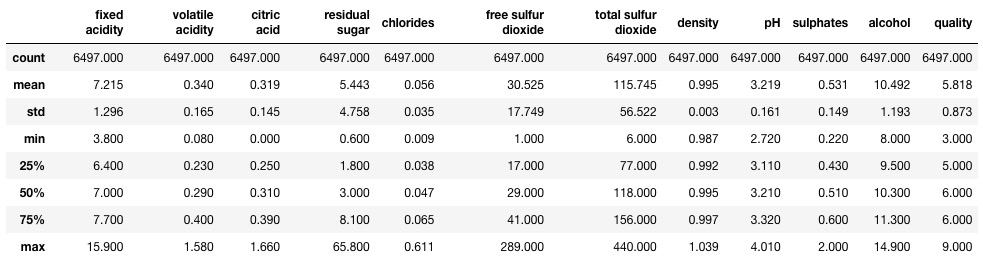 fixed acidity volatile acidity citric acid residual sugar chlorides free sulfur dioxide total sulfur dioxide density pH sulphates alcohol quality
count 6497.000 6497.000 6497.000 6497.000 6497.000 6497.000 6497.000 6497.000 6497.000 6497.000 6497.000 6497.000
mean 7.215 0.340 0.319 5.443 0.056 30.525 115.745 0.995 3.219 0.531 10.492 5.818
std 1.296 0.165 0.145 4.758 0.035 17.749 56.522 0.003 0.161 0.149 1.193 0.873
min 3.800 0.080 0.000 0.600 0.009 1.000 6.000 0.987 2.720 0.220 8.000 3.000
25% 6.400 0.230 0.250 1.800 0.038 17.000 77.000 0.992 3.110 0.430 9.500 5.000
50% 7.000 0.290 0.310 3.000 0.047 29.000 118.000 0.995 3.210 0.510 10.300 6.000
75% 7.700 0.400 0.390 8.100 0.065 41.000 156.000 0.997 3.320 0.600 11.300 6.000
max 15.900 1.580 1.660 65.800 0.611 289.000 440.000 1.039 4.010 2.000 14.900 9.000